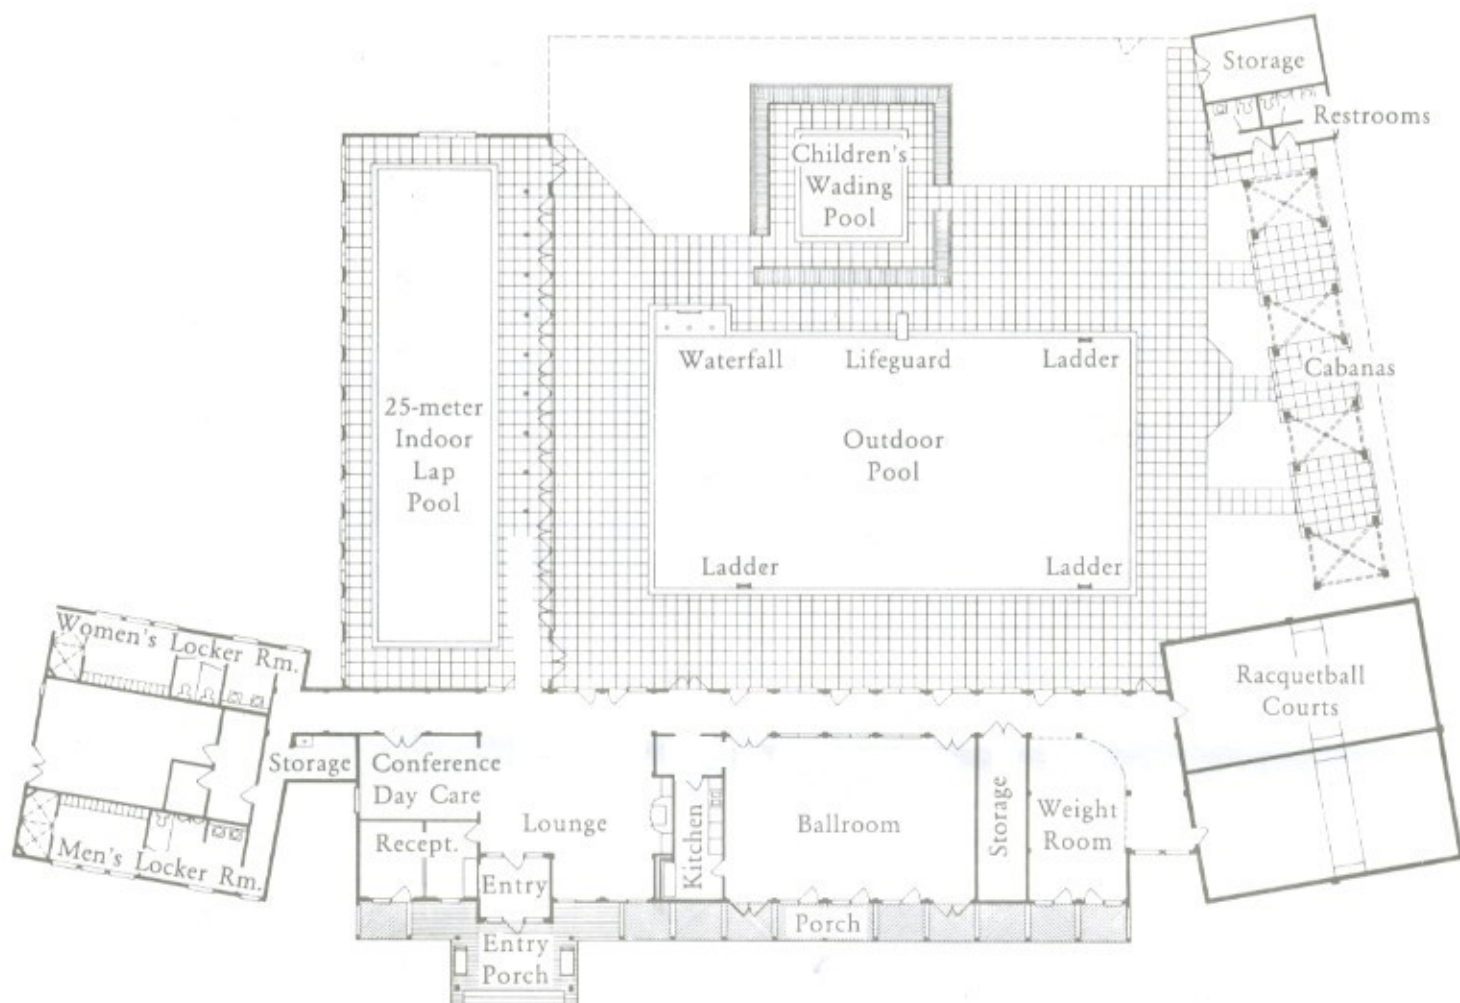 Storage
Restrooms
Children's
Wading
Pool
Waterfall
Lifeguard
Ladder
Cabanas
25-meter
Indoor
Lap
Pool
Outdoor
Pool
Ladder
Ladder
Women's Locker Rm.
Racquetball
Courts
Storage
Conference
Day Care
Lounge
Kitchen
Ballroom
Storage
Weight
Room
Recept.
Men's Locker Rm.
Entry
Porch
Entry
Porch